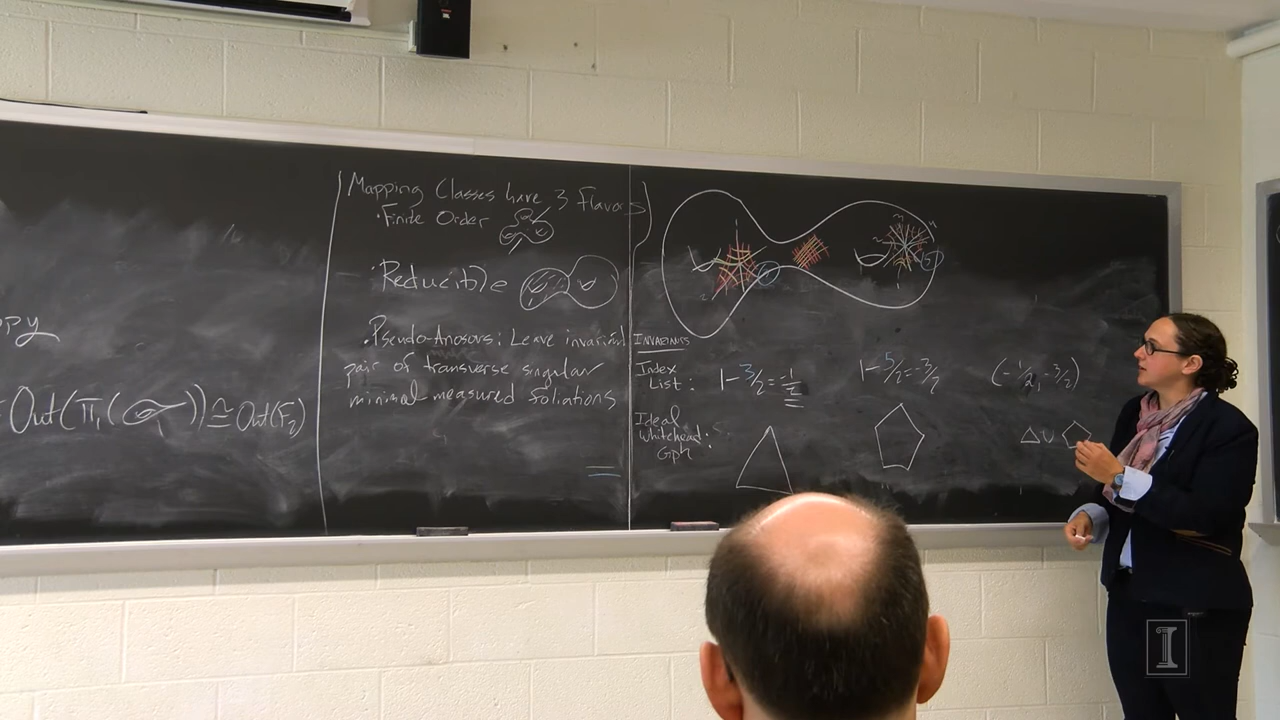 opy
Out(π₁( ))≅Out(F₂)
Mapping Classes have 3 Flavors
·Finite Order
·Reducible
·Pseudo-Anosovs: Leave invariant
pair of transverse singular
minimal measured foliations
INVARIANTS
Index
List: 1-3/2=-1/2 1-5/2=-3/2 (-1/2,-3/2)
Ideal
Whitehead:
Gph
△∪⬠
I